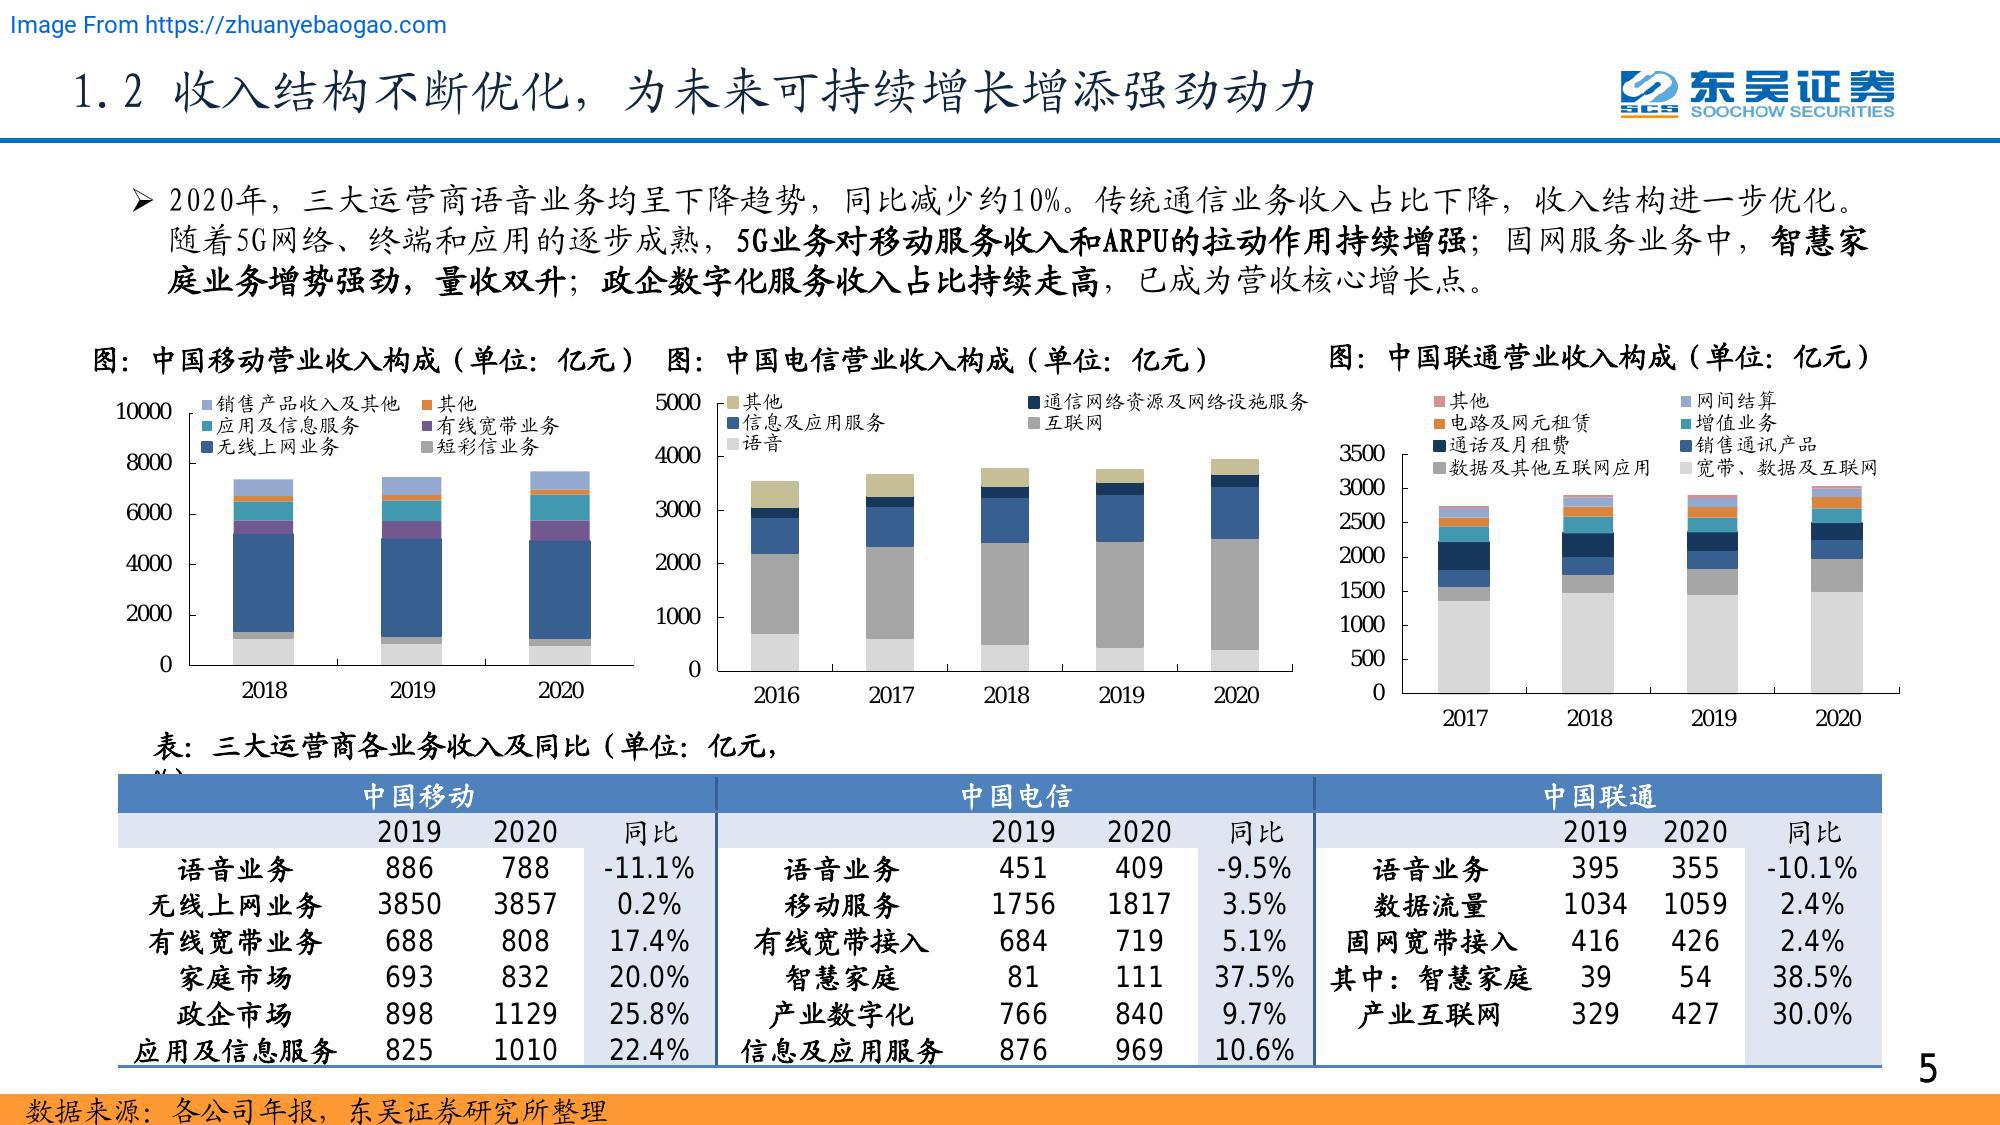 Image From https://zhuanyebaogao.com
1.2 收入结构不断优化，为未来可持续增长增添强劲动力
SCS 东吴证券
SOOCHOW SECURITIES
2020年，三大运营商语音业务均呈下降趋势，同比减少约10%。传统通信业务收入占比下降，收入结构进一步优化。
随着5G网络、终端和应用的逐步成熟，5G业务对移动服务收入和ARPU的拉动作用持续增强；固网服务业务中，智慧家
庭业务增势强劲，量收双升；政企数字化服务收入占比持续走高，已成为营收核心增长点。
图：中国移动营业收入构成（单位：亿元）
销售产品收入及其他 其他
应用及信息服务 有线宽带业务
无线上网业务 短彩信业务
10000
8000
6000
4000
2000
0
2018 2019 2020
图：中国电信营业收入构成（单位：亿元）
其他 通信网络资源及网络设施服务
信息及应用服务 互联网
语音
5000
4000
3000
2000
1000
0
2016 2017 2018 2019 2020
图：中国联通营业收入构成（单位：亿元）
其他 网间结算
电路及网元租赁 增值业务
通话及月租费 销售通讯产品
数据及其他互联网应用 宽带、数据及互联网
3500
3000
2500
2000
1500
1000
500
0
2017 2018 2019 2020
表：三大运营商各业务收入及同比（单位：亿元，
中国移动 中国电信 中国联通
2019 2020 同比 2019 2020 同比 2019 2020 同比
语音业务 886 788 -11.1% 语音业务 451 409 -9.5% 语音业务 395 355 -10.1%
无线上网业务 3850 3857 0.2% 移动服务 1756 1817 3.5% 数据流量 1034 1059 2.4%
有线宽带业务 688 808 17.4% 有线宽带接入 684 719 5.1% 固网宽带接入 416 426 2.4%
家庭市场 693 832 20.0% 智慧家庭 81 111 37.5% 其中：智慧家庭 39 54 38.5%
政企市场 898 1129 25.8% 产业数字化 766 840 9.7% 产业互联网 329 427 30.0%
应用及信息服务 825 1010 22.4% 信息及应用服务 876 969 10.6%
5
数据来源：各公司年报，东吴证券研究所整理